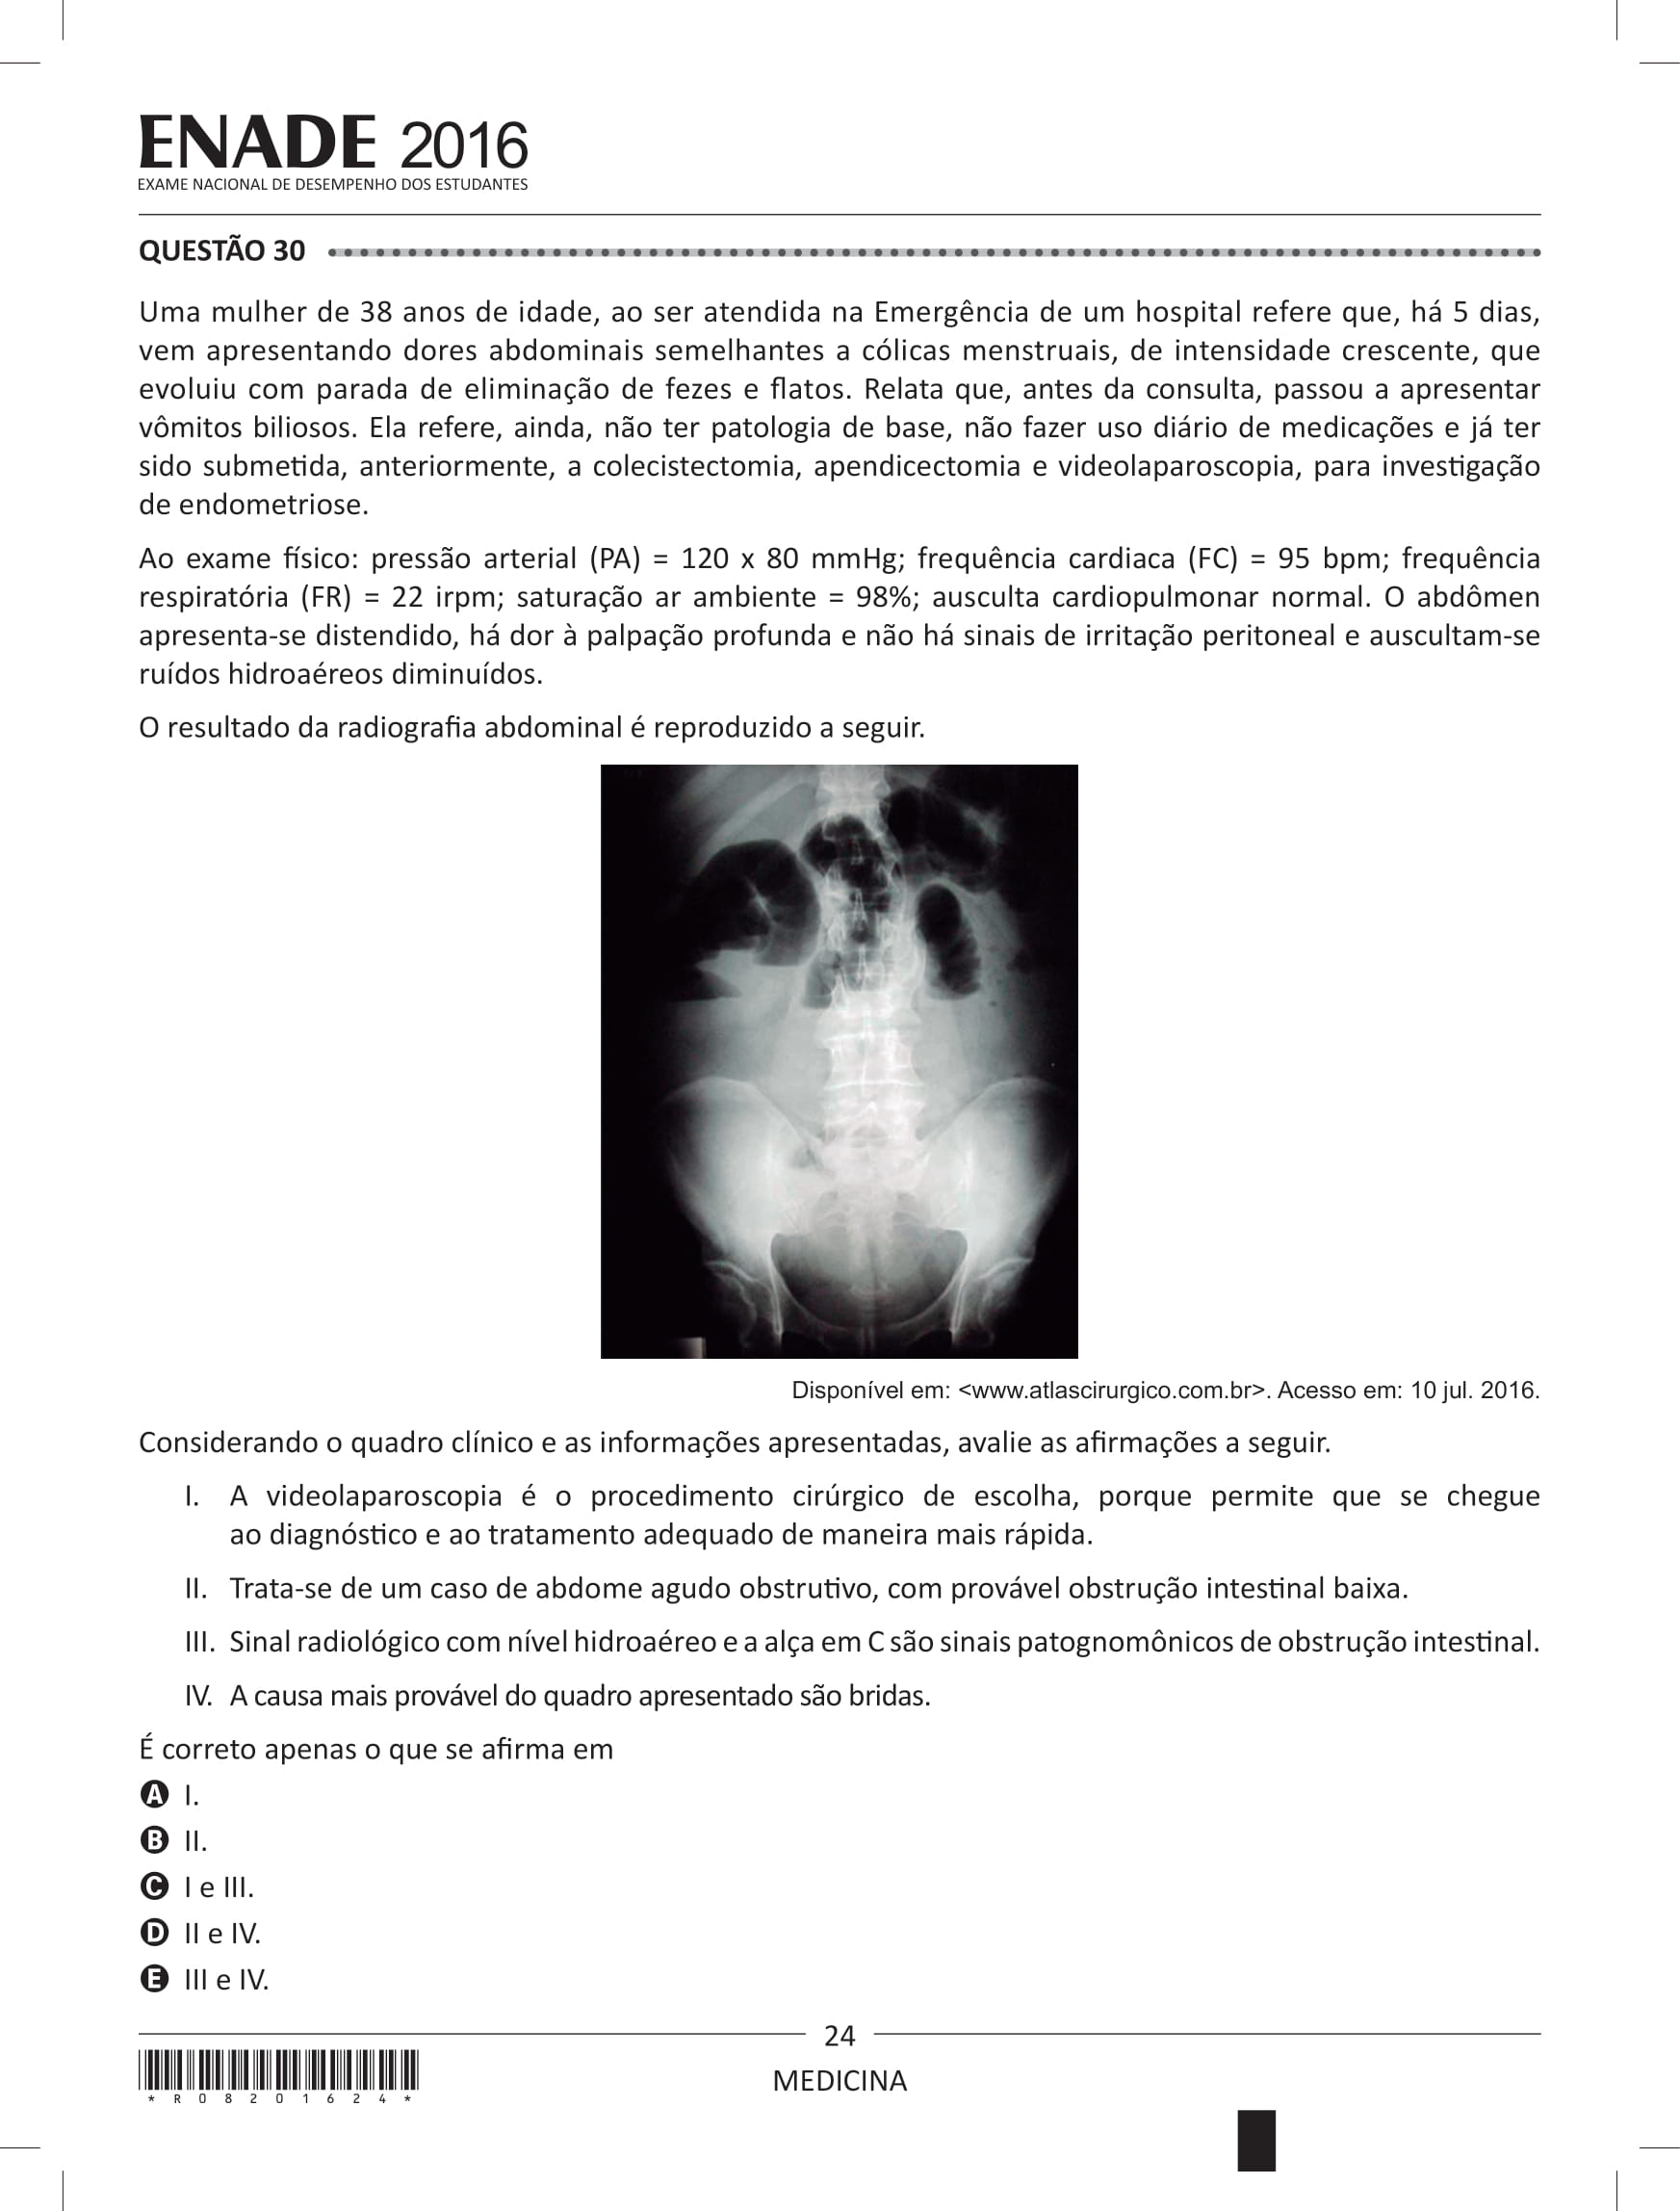 ENADE 2016
EXAME NACIONAL DE DESEMPENHO DOS ESTUDANTES
QUESTÃO 30
Uma mulher de 38 anos de idade, ao ser atendida na Emergência de um hospital refere que, há 5 dias,
vem apresentando dores abdominais semelhantes a cólicas menstruais, de intensidade crescente, que
evoluiu com parada de eliminação de fezes e flatos. Relata que, antes da consulta, passou a apresentar
vômitos biliosos. Ela refere, ainda, não ter patologia de base, não fazer uso diário de medicações e já ter
sido submetida, anteriormente, a colecistectomia, apendicectomia e videolaparoscopia, para investigação
de endometriose.
Ao exame físico: pressão arterial (PA) = 120 x 80 mmHg; frequência cardiaca (FC) = 95 bpm; frequência
respiratória (FR) = 22 irpm; saturação ar ambiente = 98%; ausculta cardiopulmonar normal. O abdômen
apresenta-se distendido, há dor à palpação profunda e não há sinais de irritação peritoneal e auscultam-se
ruídos hidroaéreos diminuídos.
O resultado da radiografia abdominal é reproduzido a seguir.
Disponível em: <www.atlascirurgico.com.br>. Acesso em: 10 jul. 2016.
Considerando o quadro clínico e as informações apresentadas, avalie as afirmações a seguir.
I. A videolaparoscopia é o procedimento cirúrgico de escolha, porque permite que se chegue
ao diagnóstico e ao tratamento adequado de maneira mais rápida.
II. Trata-se de um caso de abdome agudo obstrutivo, com provável obstrução intestinal baixa.
III. Sinal radiológico com nível hidroaéreo e a alça em C são sinais patognomônicos de obstrução intestinal.
IV. A causa mais provável do quadro apresentado são bridas.
É correto apenas o que se afirma em
A I.
B II.
C I e III.
D II e IV.
E III e IV.
24
MEDICINA
* R 0 8 2 0 1 6 2 4 *